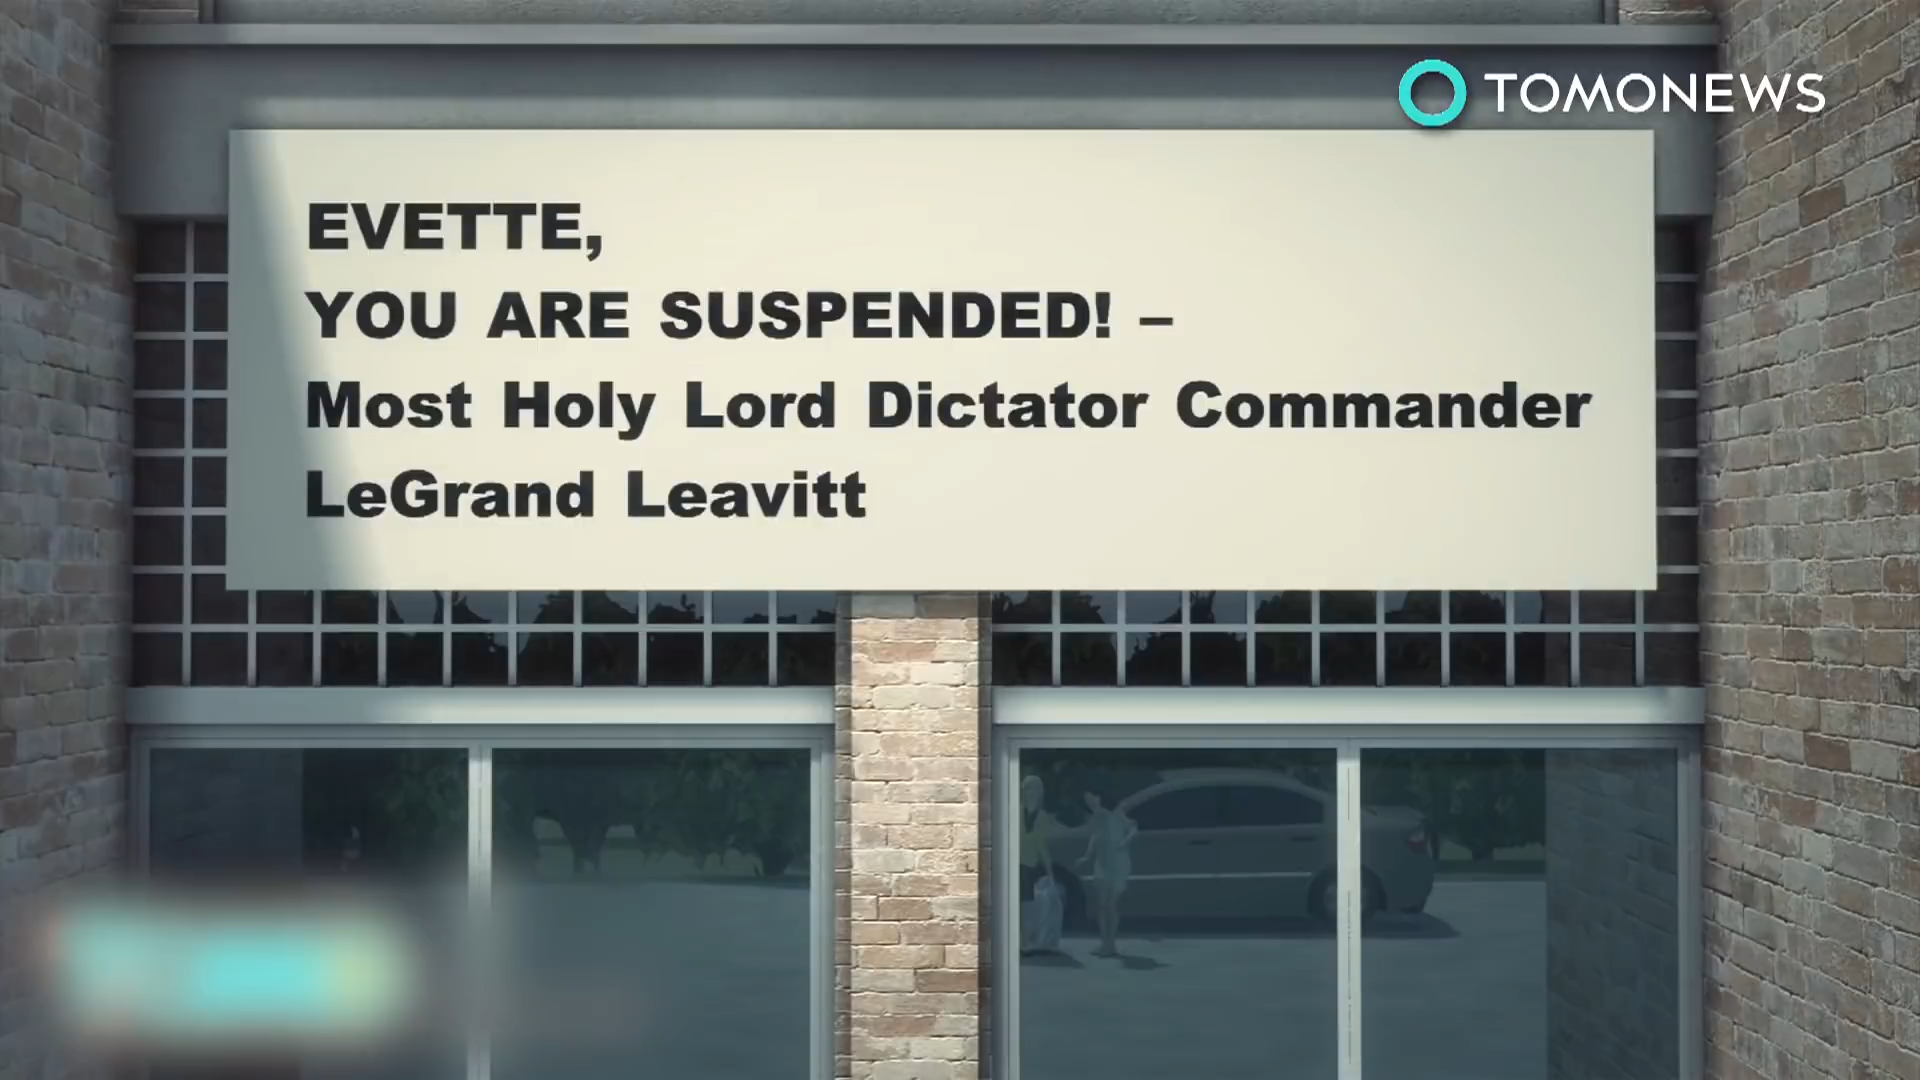 TOMONEWS
EVETTE,
YOU ARE SUSPENDED! –
Most Holy Lord Dictator Commander
LeGrand Leavitt